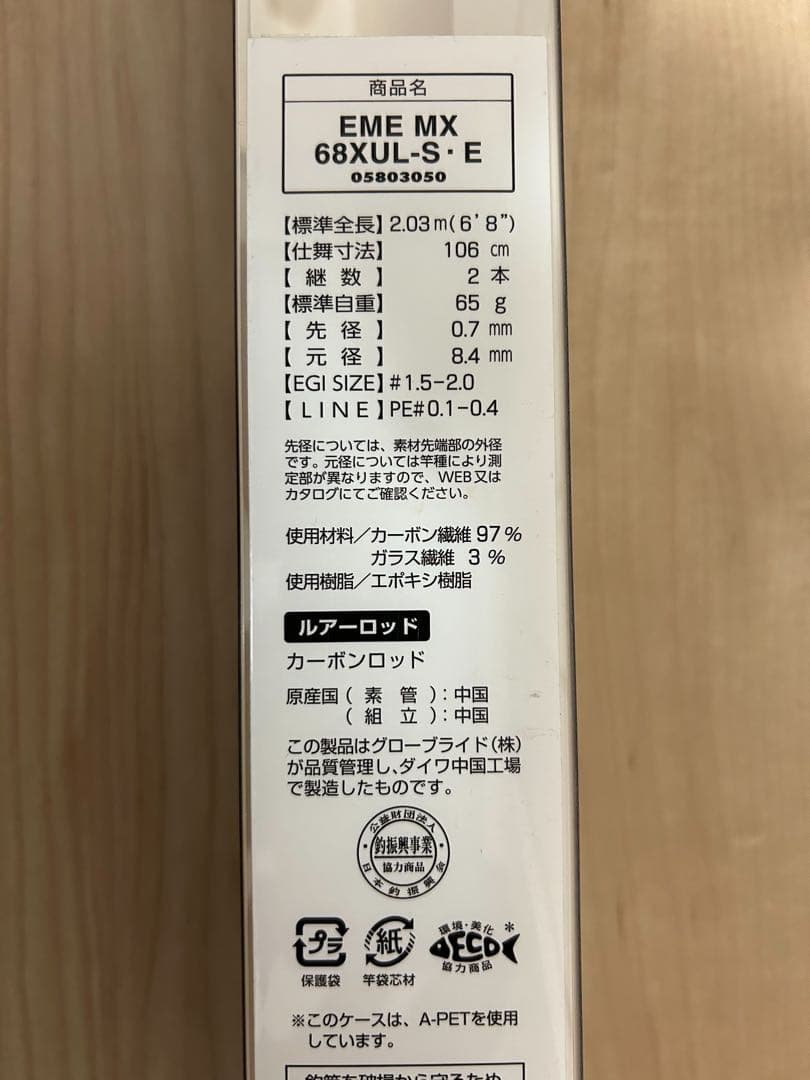 商品名
EME MX
68XUL-S・E
05803050
【標準全長】2.03m(6'8")
【仕舞寸法】 106 cm
【 継 数 】 2 本
【標準自重】 65 g
【 先 径 】 0.7 mm
【 元 径 】 8.4 mm
【EGI SIZE】#1.5-2.0
【 LINE 】PE#0.1-0.4
先径については、素材先端部の外径
です。元径については竿種により測
定部が異なりますので、WEB又は
カタログにてご確認ください。
使用材料/カーボン繊維 97%
ガラス繊維 3%
使用樹脂/エポキシ樹脂
ルアーロッド
カーボンロッド
原産国( 素 管 ):中国
( 組 立 ):中国
この製品はグローブライド(株)
が品質管理し、ダイワ中国工場
で製造したものです。
公益財団法人
釣振興事業
協力商品
日本釣振興会
プラ
保護袋
紙
竿袋芯材
環境・美化
*
ECO
協力商品
※このケースは、A-PETを使用
しています。
釣竿を破損から守るため